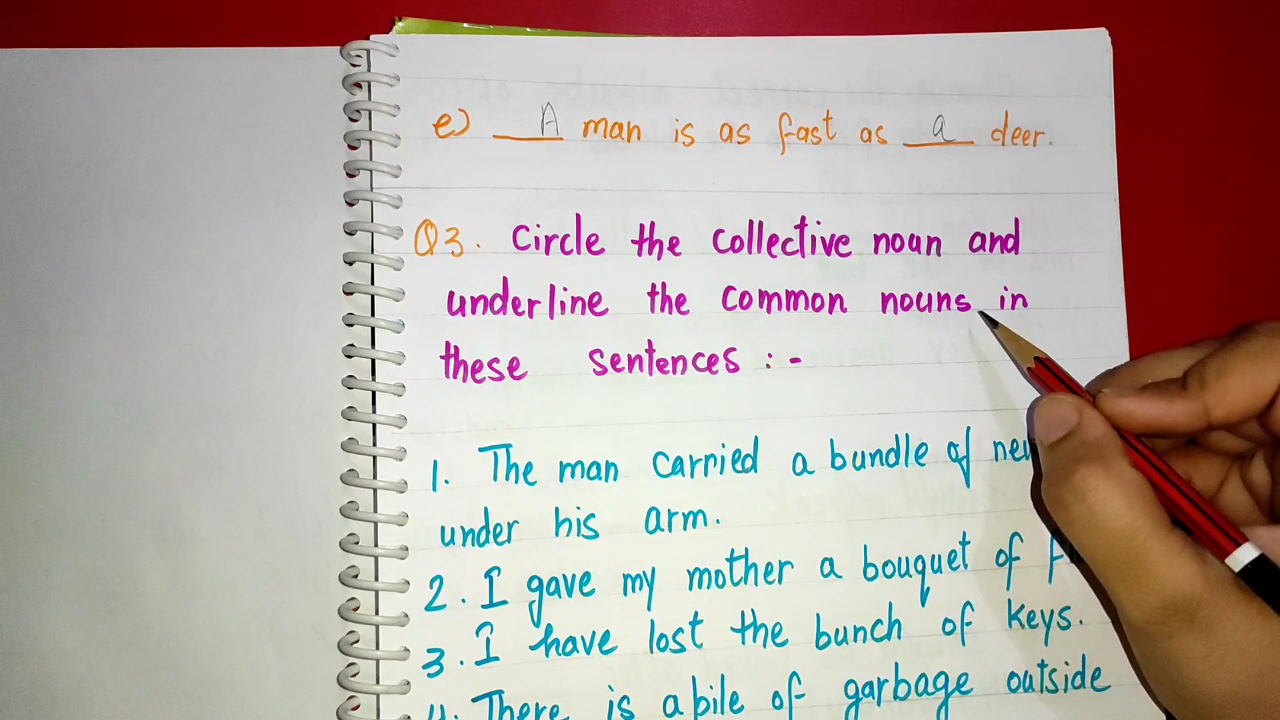 e) A man is as fast as a deer.
Q3. Circle the collective noun and
underline the common nouns in
these sentences :-
1. The man carried a bundle of
under his arm.
2. I gave my mother a bouquet of
3. I have lost the bunch of keys.
4. There is a bile of garbage outside